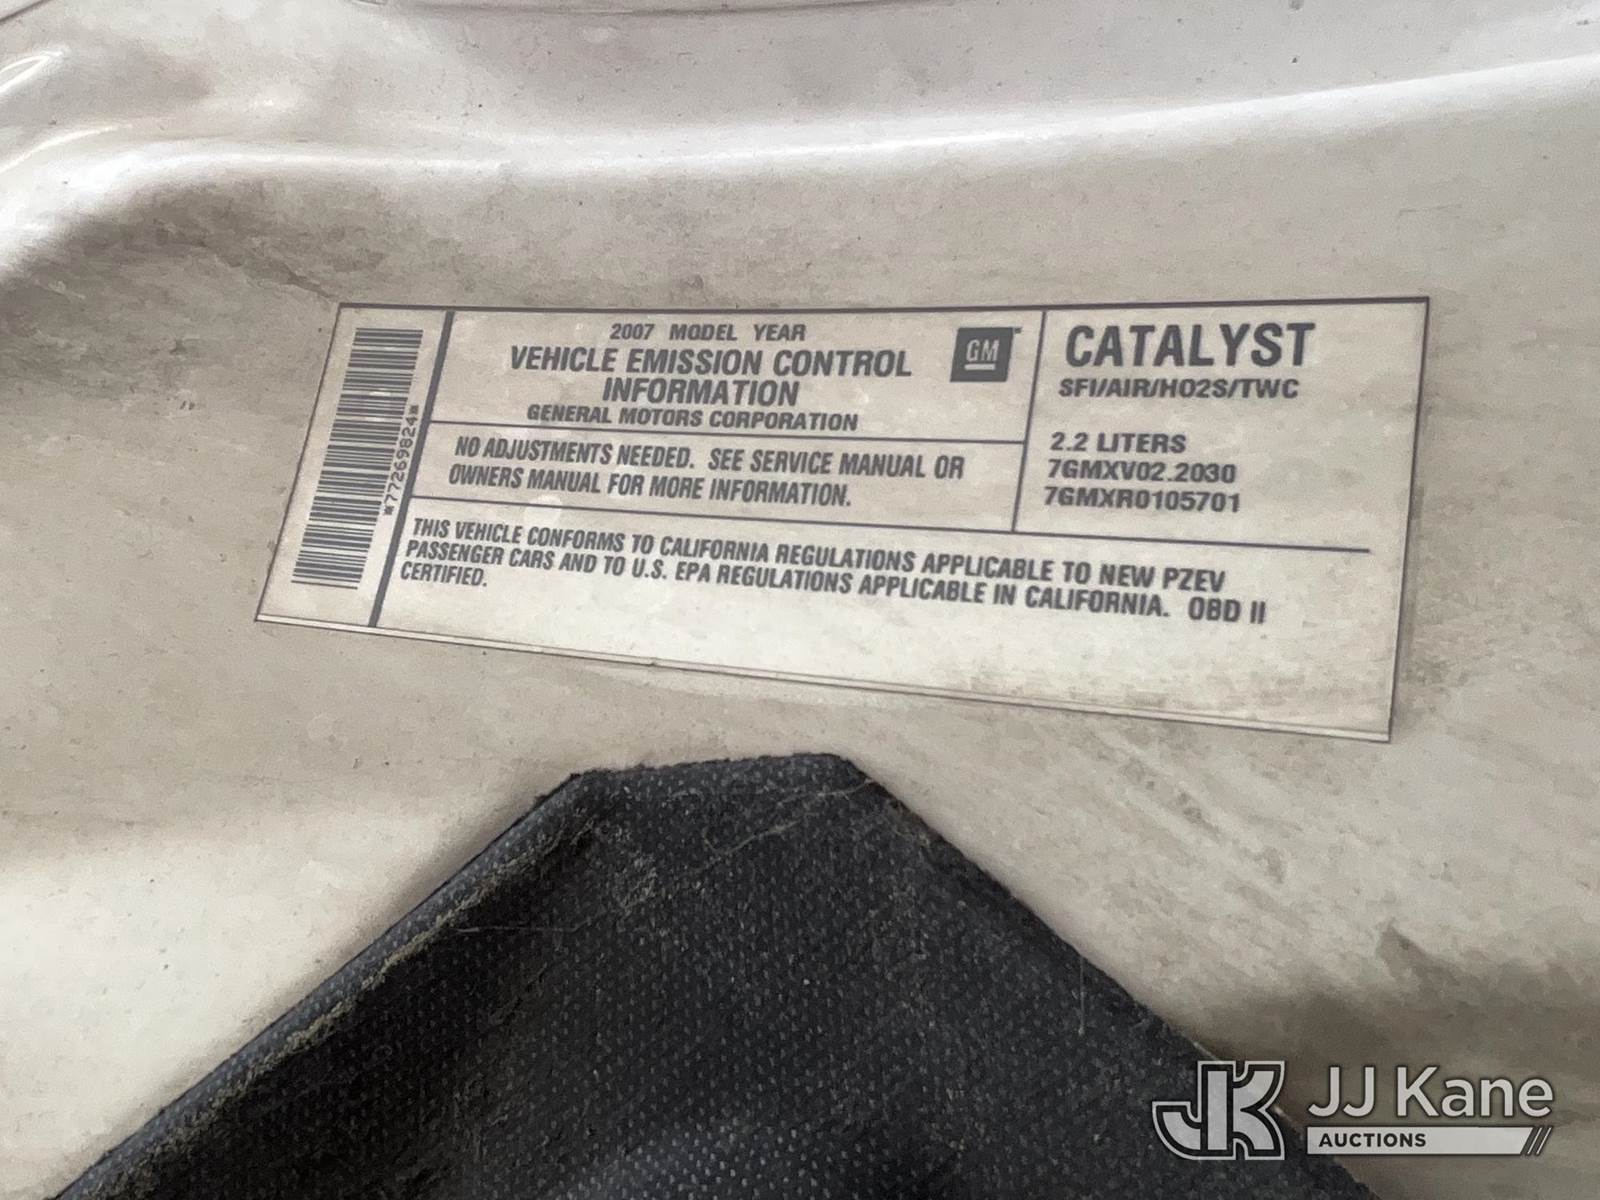 2007 MODEL YEAR
VEHICLE EMISSION CONTROL
INFORMATION
GENERAL MOTORS CORPORATION
GM
CATALYST
SFI/AIR/HO2S/TWC
2.2 LITERS
7GMXV02.2030
7GMXR0105701
*77269824*
NO ADJUSTMENTS NEEDED. SEE SERVICE MANUAL OR
OWNERS MANUAL FOR MORE INFORMATION.
THIS VEHICLE CONFORMS TO CALIFORNIA REGULATIONS APPLICABLE TO NEW PZEV
PASSENGER CARS AND TO U.S. EPA REGULATIONS APPLICABLE IN CALIFORNIA. OBD II
CERTIFIED.
JK JJ Kane
AUCTIONS